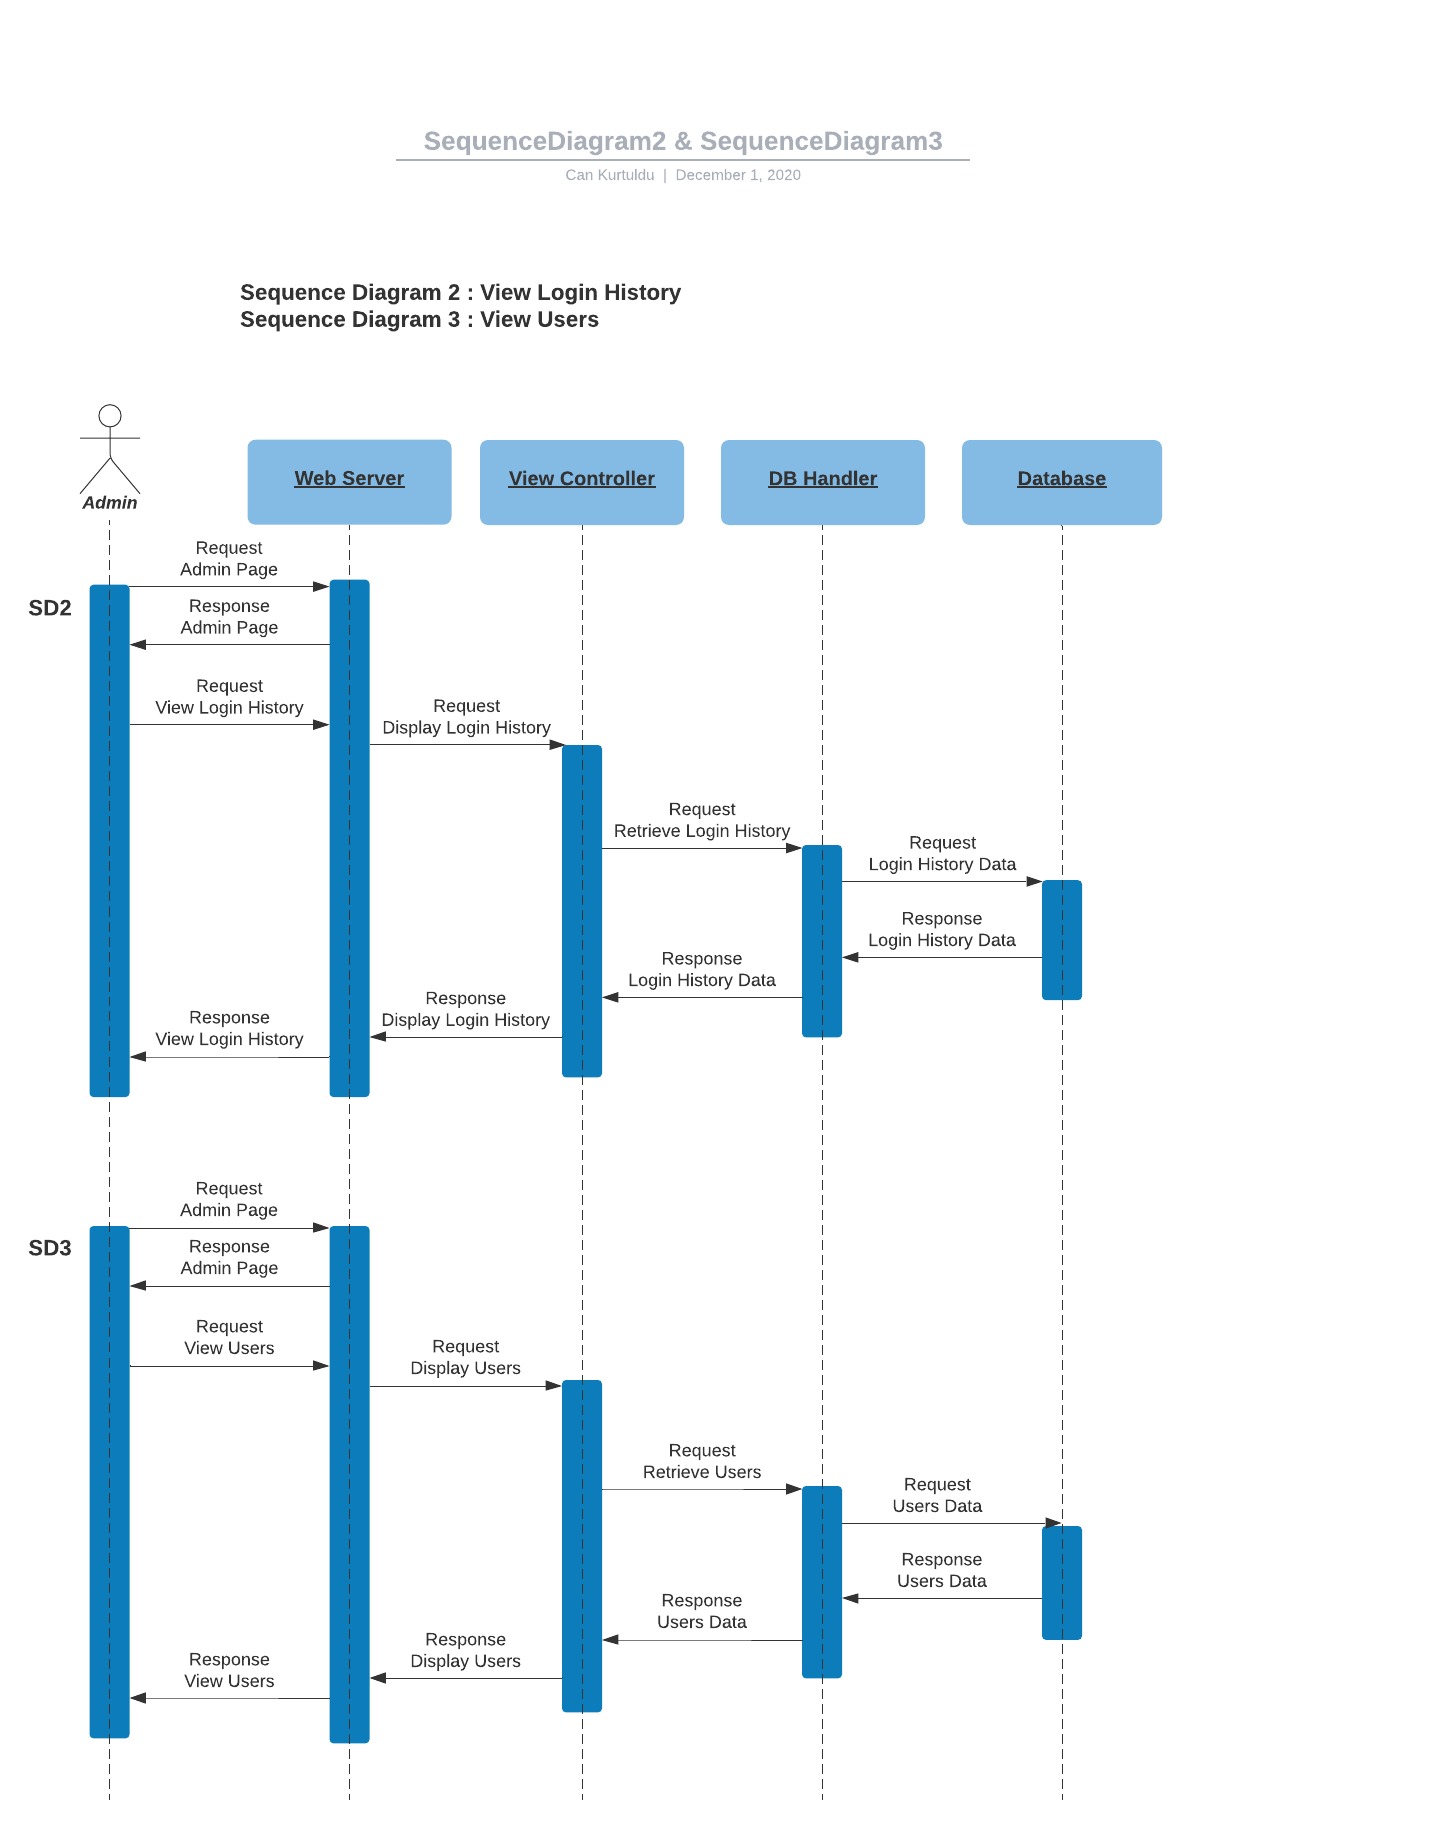 SequenceDiagram2 & SequenceDiagram3
Can Kurtuldu | December 1, 2020
Sequence Diagram 2 : View Login History
Sequence Diagram 3 : View Users
Admin
Web Server
View Controller
DB Handler
Database
SD2
Request
Admin Page
Response
Admin Page
Request
View Login History
Request
Display Login History
Request
Retrieve Login History
Request
Login History Data
Response
Login History Data
Response
Login History Data
Response
Display Login History
Response
View Login History
SD3
Request
Admin Page
Response
Admin Page
Request
View Users
Request
Display Users
Request
Retrieve Users
Request
Users Data
Response
Users Data
Response
Users Data
Response
Display Users
Response
View Users